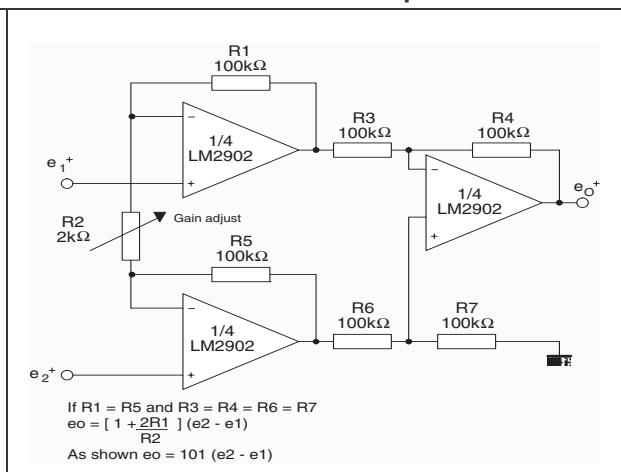 R1
100kΩ
R3
100kΩ
R4
100kΩ
1/4
LM2902
e1+
1/4
LM2902
eO+
R2
2kΩ
Gain adjust
R5
100kΩ
R6
100kΩ
R7
100kΩ
1/4
LM2902
e2+
If R1 = R5 and R3 = R4 = R6 = R7
eo = [ 1 + 2R1
R2 ] (e2 - e1)
As shown eo = 101 (e2 - e1)